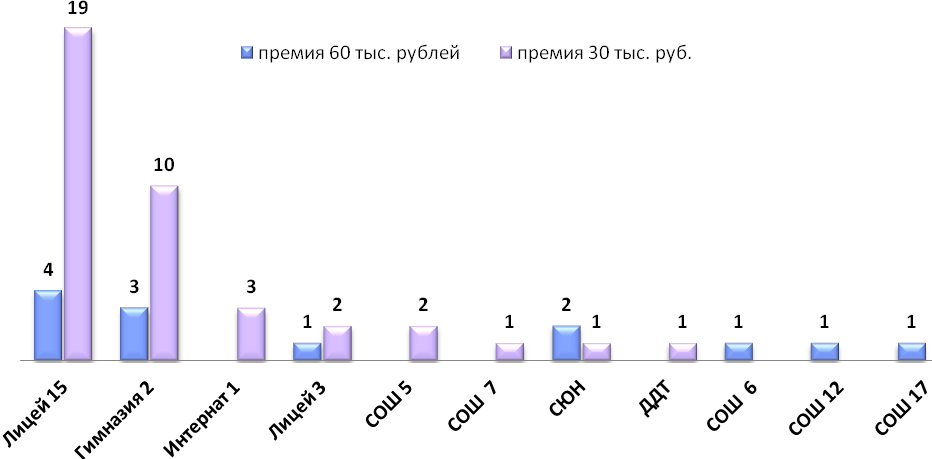 19
премия 60 тыс. рублей
премия 30 тыс. руб.
10
4
3
3
1
2
2
1
2
1
1
1
1
1
Лицей 15
Гимназия 2
Интернат 1
Лицей 3
СОШ 5
СОШ 7
СЮН
ДДТ
СОШ 6
СОШ 12
СОШ 17